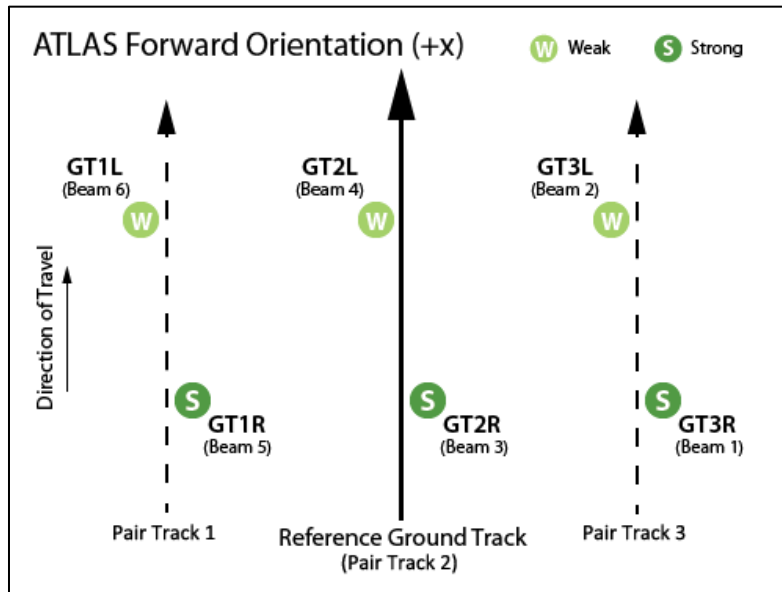 ATLAS Forward Orientation (+x)
W Weak
S Strong
GT1L
(Beam 6)
W
GT2L
(Beam 4)
W
GT3L
(Beam 2)
W
Direction of Travel
S
GT1R
(Beam 5)
S
GT2R
(Beam 3)
S
GT3R
(Beam 1)
Pair Track 1
Reference Ground Track
(Pair Track 2)
Pair Track 3